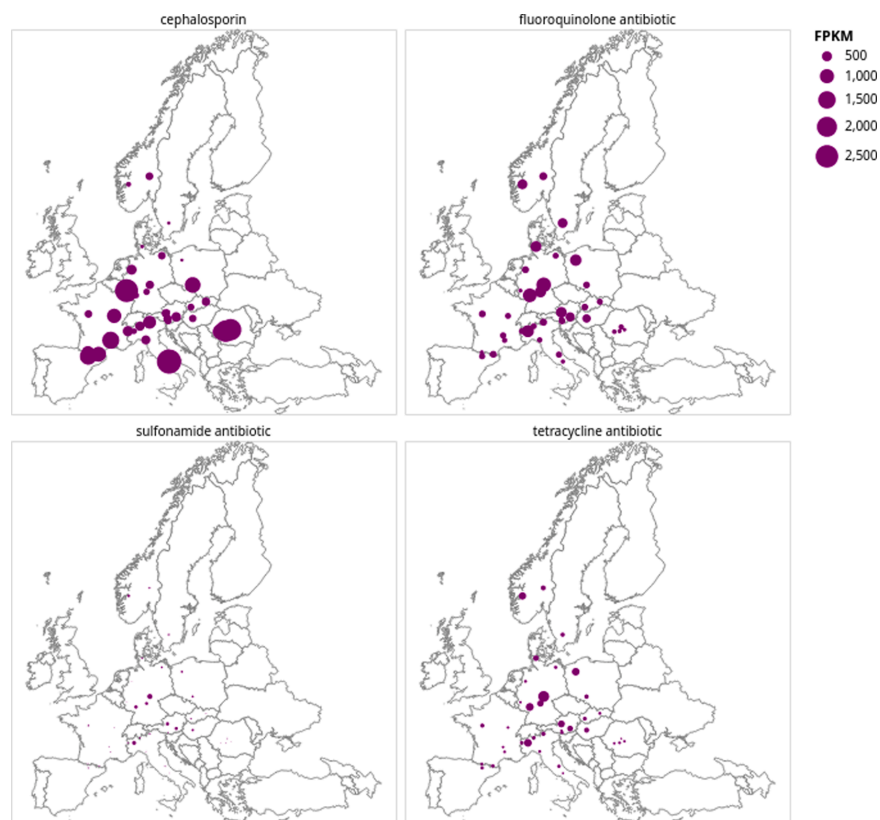 cephalosporin
fluoroquinolone antibiotic
FPKM
500
1,000
1,500
2,000
2,500
sulfonamide antibiotic
tetracycline antibiotic